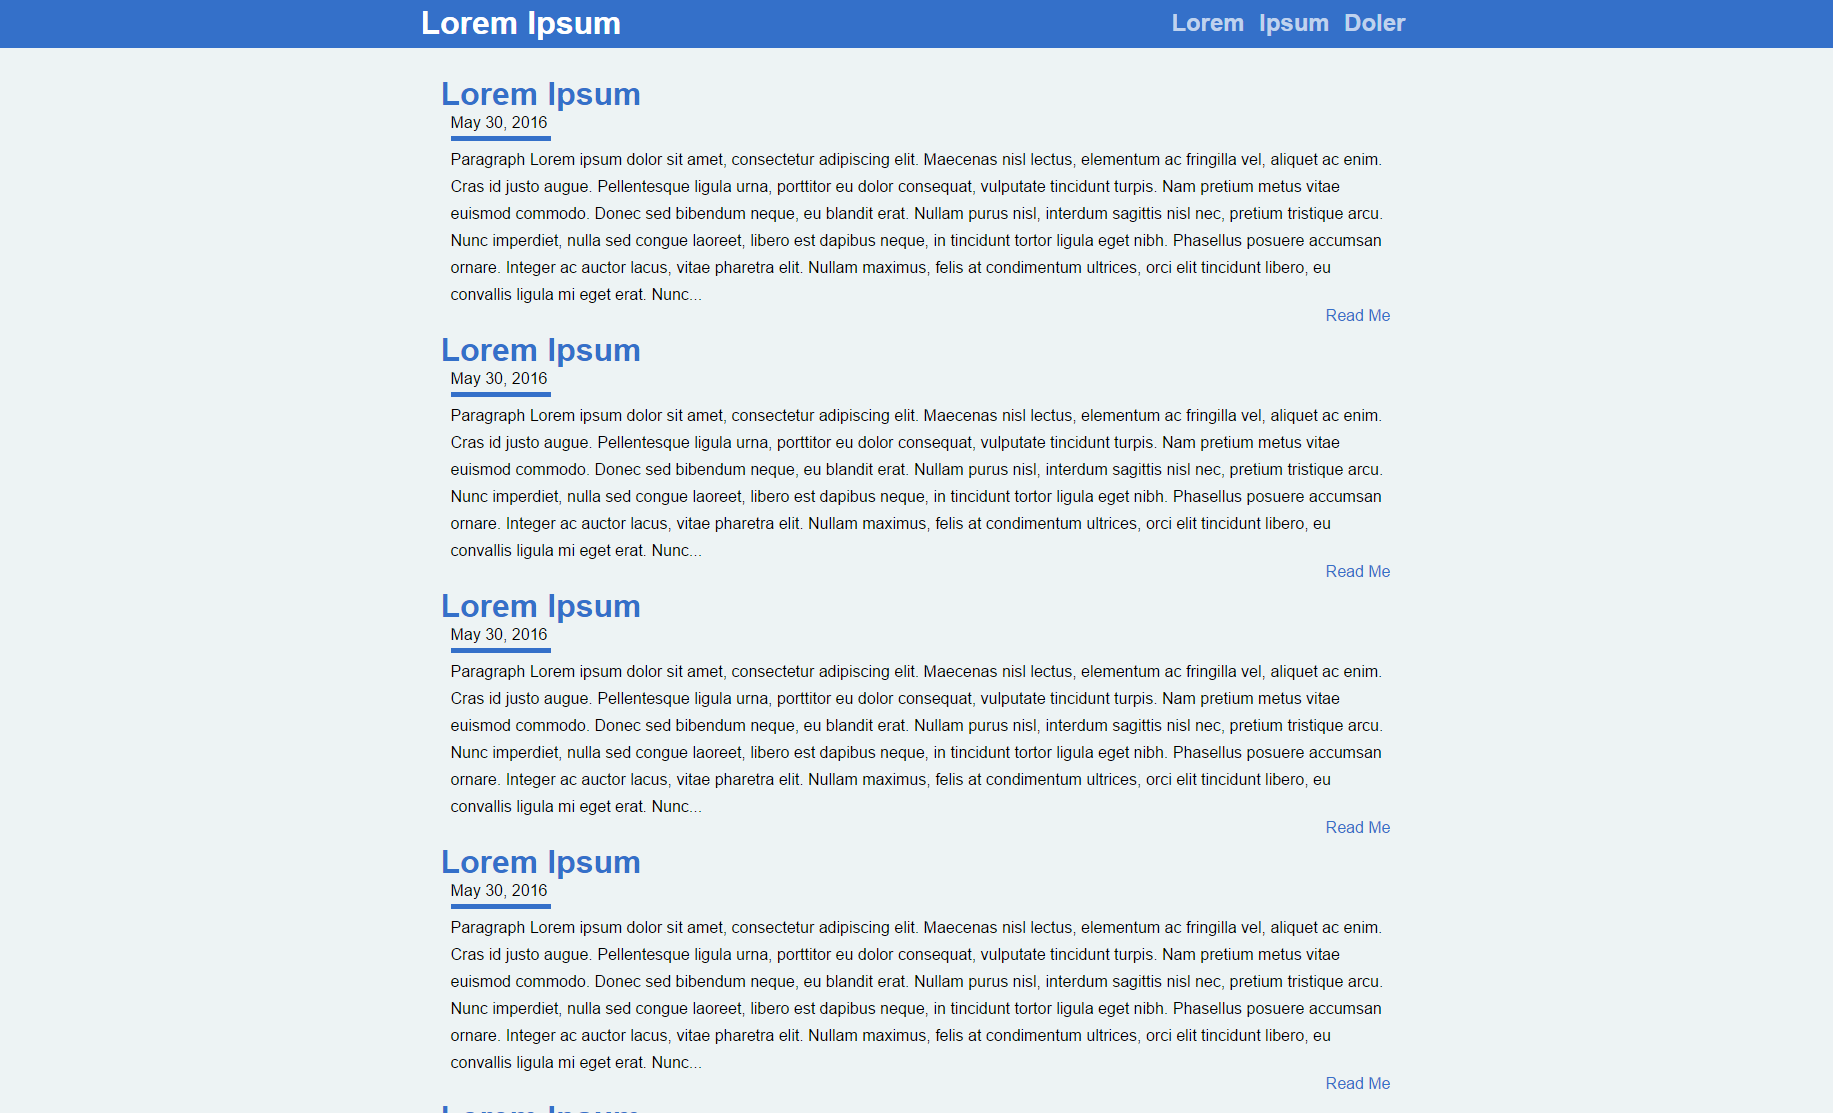 Lorem Ipsum
Lorem Ipsum Doler
Lorem Ipsum
May 30, 2016
Paragraph Lorem ipsum dolor sit amet, consectetur adipiscing elit. Maecenas nisl lectus, elementum ac fringilla vel, aliquet ac enim.
Cras id justo augue. Pellentesque ligula urna, porttitor eu dolor consequat, vulputate tincidunt turpis. Nam pretium metus vitae
euismod commodo. Donec sed bibendum neque, eu blandit erat. Nullam purus nisl, interdum sagittis nisl nec, pretium tristique arcu.
Nunc imperdiet, nulla sed congue laoreet, libero est dapibus neque, in tincidunt tortor ligula eget nibh. Phasellus posuere accumsan
ornare. Integer ac auctor lacus, vitae pharetra elit. Nullam maximus, felis at condimentum ultrices, orci elit tincidunt libero, eu
convallis ligula mi eget erat. Nunc...
Read Me
Lorem Ipsum
May 30, 2016
Paragraph Lorem ipsum dolor sit amet, consectetur adipiscing elit. Maecenas nisl lectus, elementum ac fringilla vel, aliquet ac enim.
Cras id justo augue. Pellentesque ligula urna, porttitor eu dolor consequat, vulputate tincidunt turpis. Nam pretium metus vitae
euismod commodo. Donec sed bibendum neque, eu blandit erat. Nullam purus nisl, interdum sagittis nisl nec, pretium tristique arcu.
Nunc imperdiet, nulla sed congue laoreet, libero est dapibus neque, in tincidunt tortor ligula eget nibh. Phasellus posuere accumsan
ornare. Integer ac auctor lacus, vitae pharetra elit. Nullam maximus, felis at condimentum ultrices, orci elit tincidunt libero, eu
convallis ligula mi eget erat. Nunc...
Read Me
Lorem Ipsum
May 30, 2016
Paragraph Lorem ipsum dolor sit amet, consectetur adipiscing elit. Maecenas nisl lectus, elementum ac fringilla vel, aliquet ac enim.
Cras id justo augue. Pellentesque ligula urna, porttitor eu dolor consequat, vulputate tincidunt turpis. Nam pretium metus vitae
euismod commodo. Donec sed bibendum neque, eu blandit erat. Nullam purus nisl, interdum sagittis nisl nec, pretium tristique arcu.
Nunc imperdiet, nulla sed congue laoreet, libero est dapibus neque, in tincidunt tortor ligula eget nibh. Phasellus posuere accumsan
ornare. Integer ac auctor lacus, vitae pharetra elit. Nullam maximus, felis at condimentum ultrices, orci elit tincidunt libero, eu
convallis ligula mi eget erat. Nunc...
Read Me
Lorem Ipsum
May 30, 2016
Paragraph Lorem ipsum dolor sit amet, consectetur adipiscing elit. Maecenas nisl lectus, elementum ac fringilla vel, aliquet ac enim.
Cras id justo augue. Pellentesque ligula urna, porttitor eu dolor consequat, vulputate tincidunt turpis. Nam pretium metus vitae
euismod commodo. Donec sed bibendum neque, eu blandit erat. Nullam purus nisl, interdum sagittis nisl nec, pretium tristique arcu.
Nunc imperdiet, nulla sed congue laoreet, libero est dapibus neque, in tincidunt tortor ligula eget nibh. Phasellus posuere accumsan
ornare. Integer ac auctor lacus, vitae pharetra elit. Nullam maximus, felis at condimentum ultrices, orci elit tincidunt libero, eu
convallis ligula mi eget erat. Nunc...
Read Me